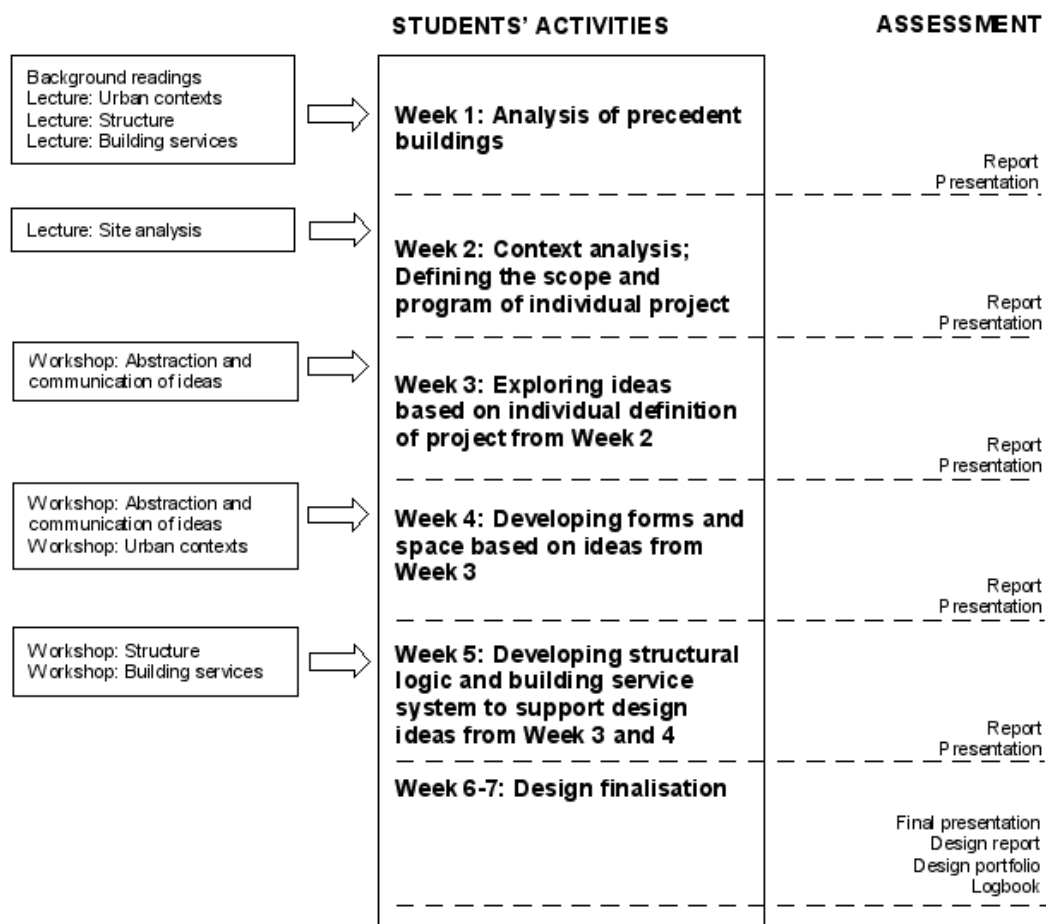 STUDENTS' ACTIVITIES
ASSESSMENT
Background readings
Lecture: Urban contexts
Lecture: Structure
Lecture: Building services
Week 1: Analysis of precedent
buildings
Report
Presentation
Lecture: Site analysis
Week 2: Context analysis;
Defining the scope and
program of individual project
Report
Presentation
Workshop: Abstraction and
communication of ideas
Week 3: Exploring ideas
based on individual definition
of project from Week 2
Report
Presentation
Workshop: Abstraction and
communication of ideas
Workshop: Urban contexts
Week 4: Developing forms and
space based on ideas from
Week 3
Report
Presentation
Workshop: Structure
Workshop: Building services
Week 5: Developing structural
logic and building service
system to support design
ideas from Week 3 and 4
Report
Presentation
Week 6-7: Design finalisation
Final presentation
Design report
Design portfolio
Logbook